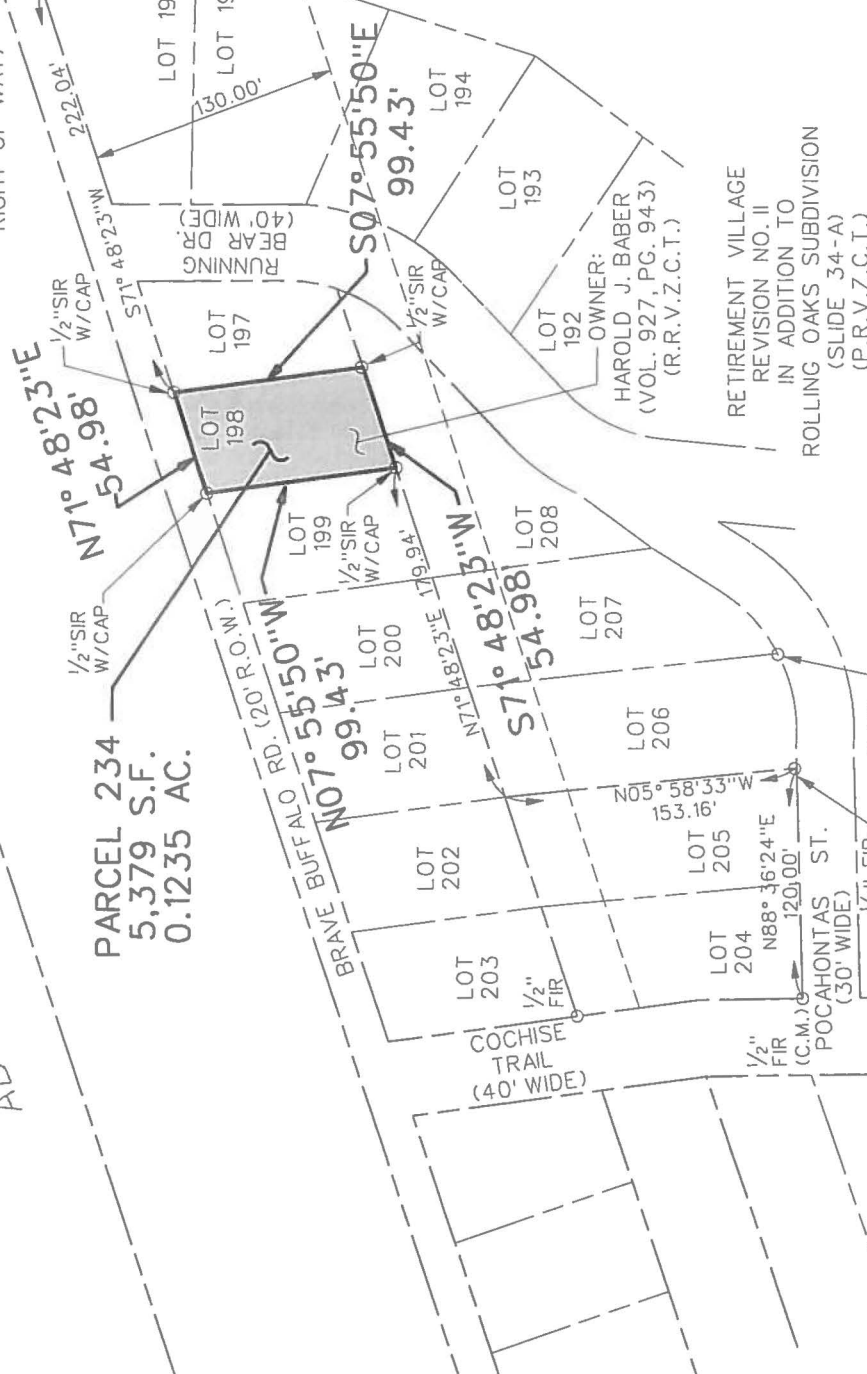 AD
222.04'
S71° 48'23"W
130.00'
RUNNING
BEAR DR.
(40' WIDE)
½"SIR
W/CAP
N71° 48'23"E
54.98'
S07° 55'50"E
99.43'
LOT
194
LOT
193
LOT
197
LOT
198
½"SIR
W/CAP
½"SIR
W/CAP
PARCEL 234
5,379 S.F.
0.1235 AC.
LOT
192
OWNER:
HAROLD J. BABER
(VOL. 927, PG. 943)
(R.R.V.Z.C.T.)
RETIREMENT VILLAGE
REVISION NO. II
IN ADDITION TO
ROLLING OAKS SUBDIVISION
(SLIDE 34-A)
(P.R.V.Z.C.T.)
LOT
199
½"SIR
W/CAP
BRAVE BUFFALO RD. (20' R.O.W.)
N07° 55'50"W
99.43'
N71° 48'23"E 179.94'
S71° 48'23"W
54.98'
LOT
208
LOT
200
LOT
207
LOT
201
LOT
206
LOT
202
N05° 58'33"W
153.16'
LOT
205
LOT
203
LOT
204
N88° 36'24"E
120.00'
½"
FIR
COCHISE
TRAIL
(40' WIDE)
½"
FIR
(C.M.)
POCAHONTAS ST.
(30' WIDE)